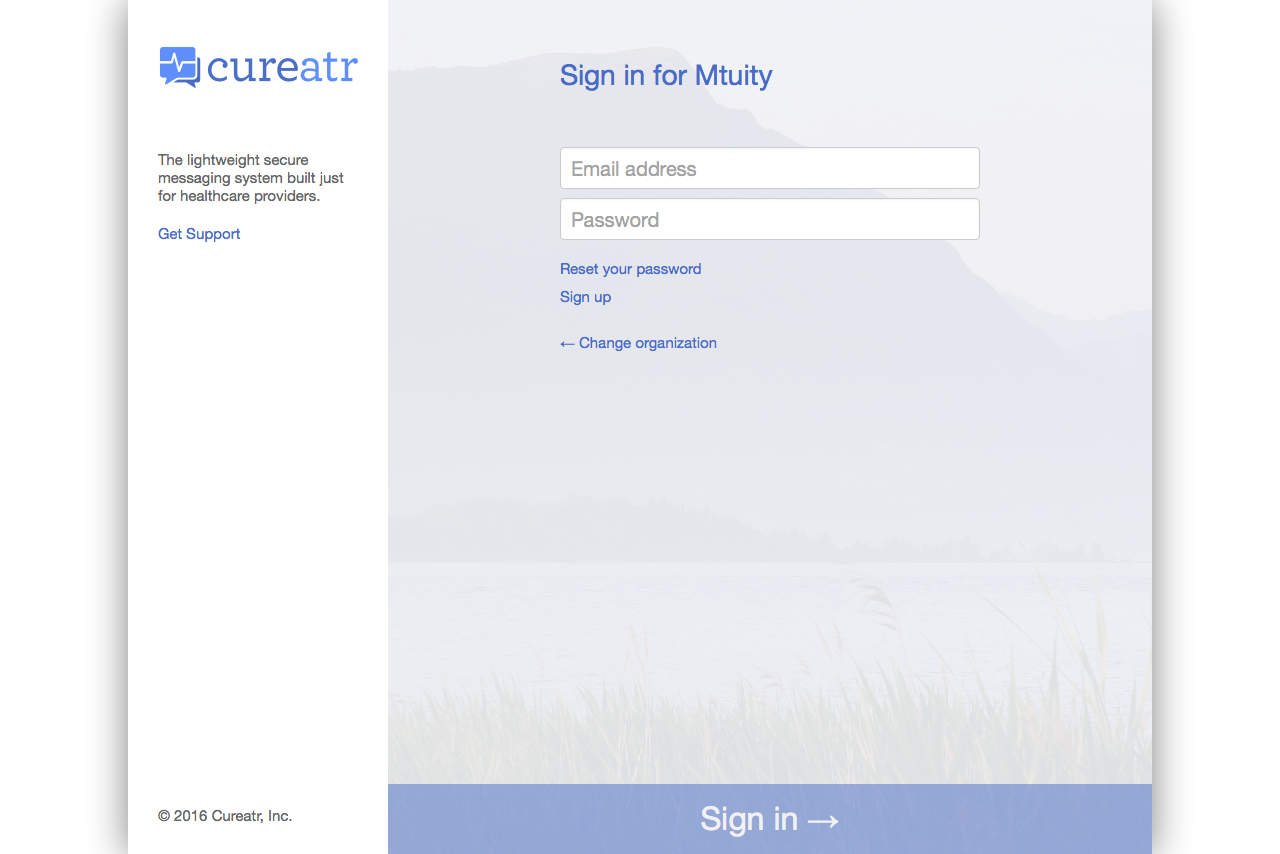 cureatr
The lightweight secure
messaging system built just
for healthcare providers.
Get Support
© 2016 Cureatr, Inc.
Sign in for Mtuity
Email address
Password
Reset your password
Sign up
← Change organization
Sign in →